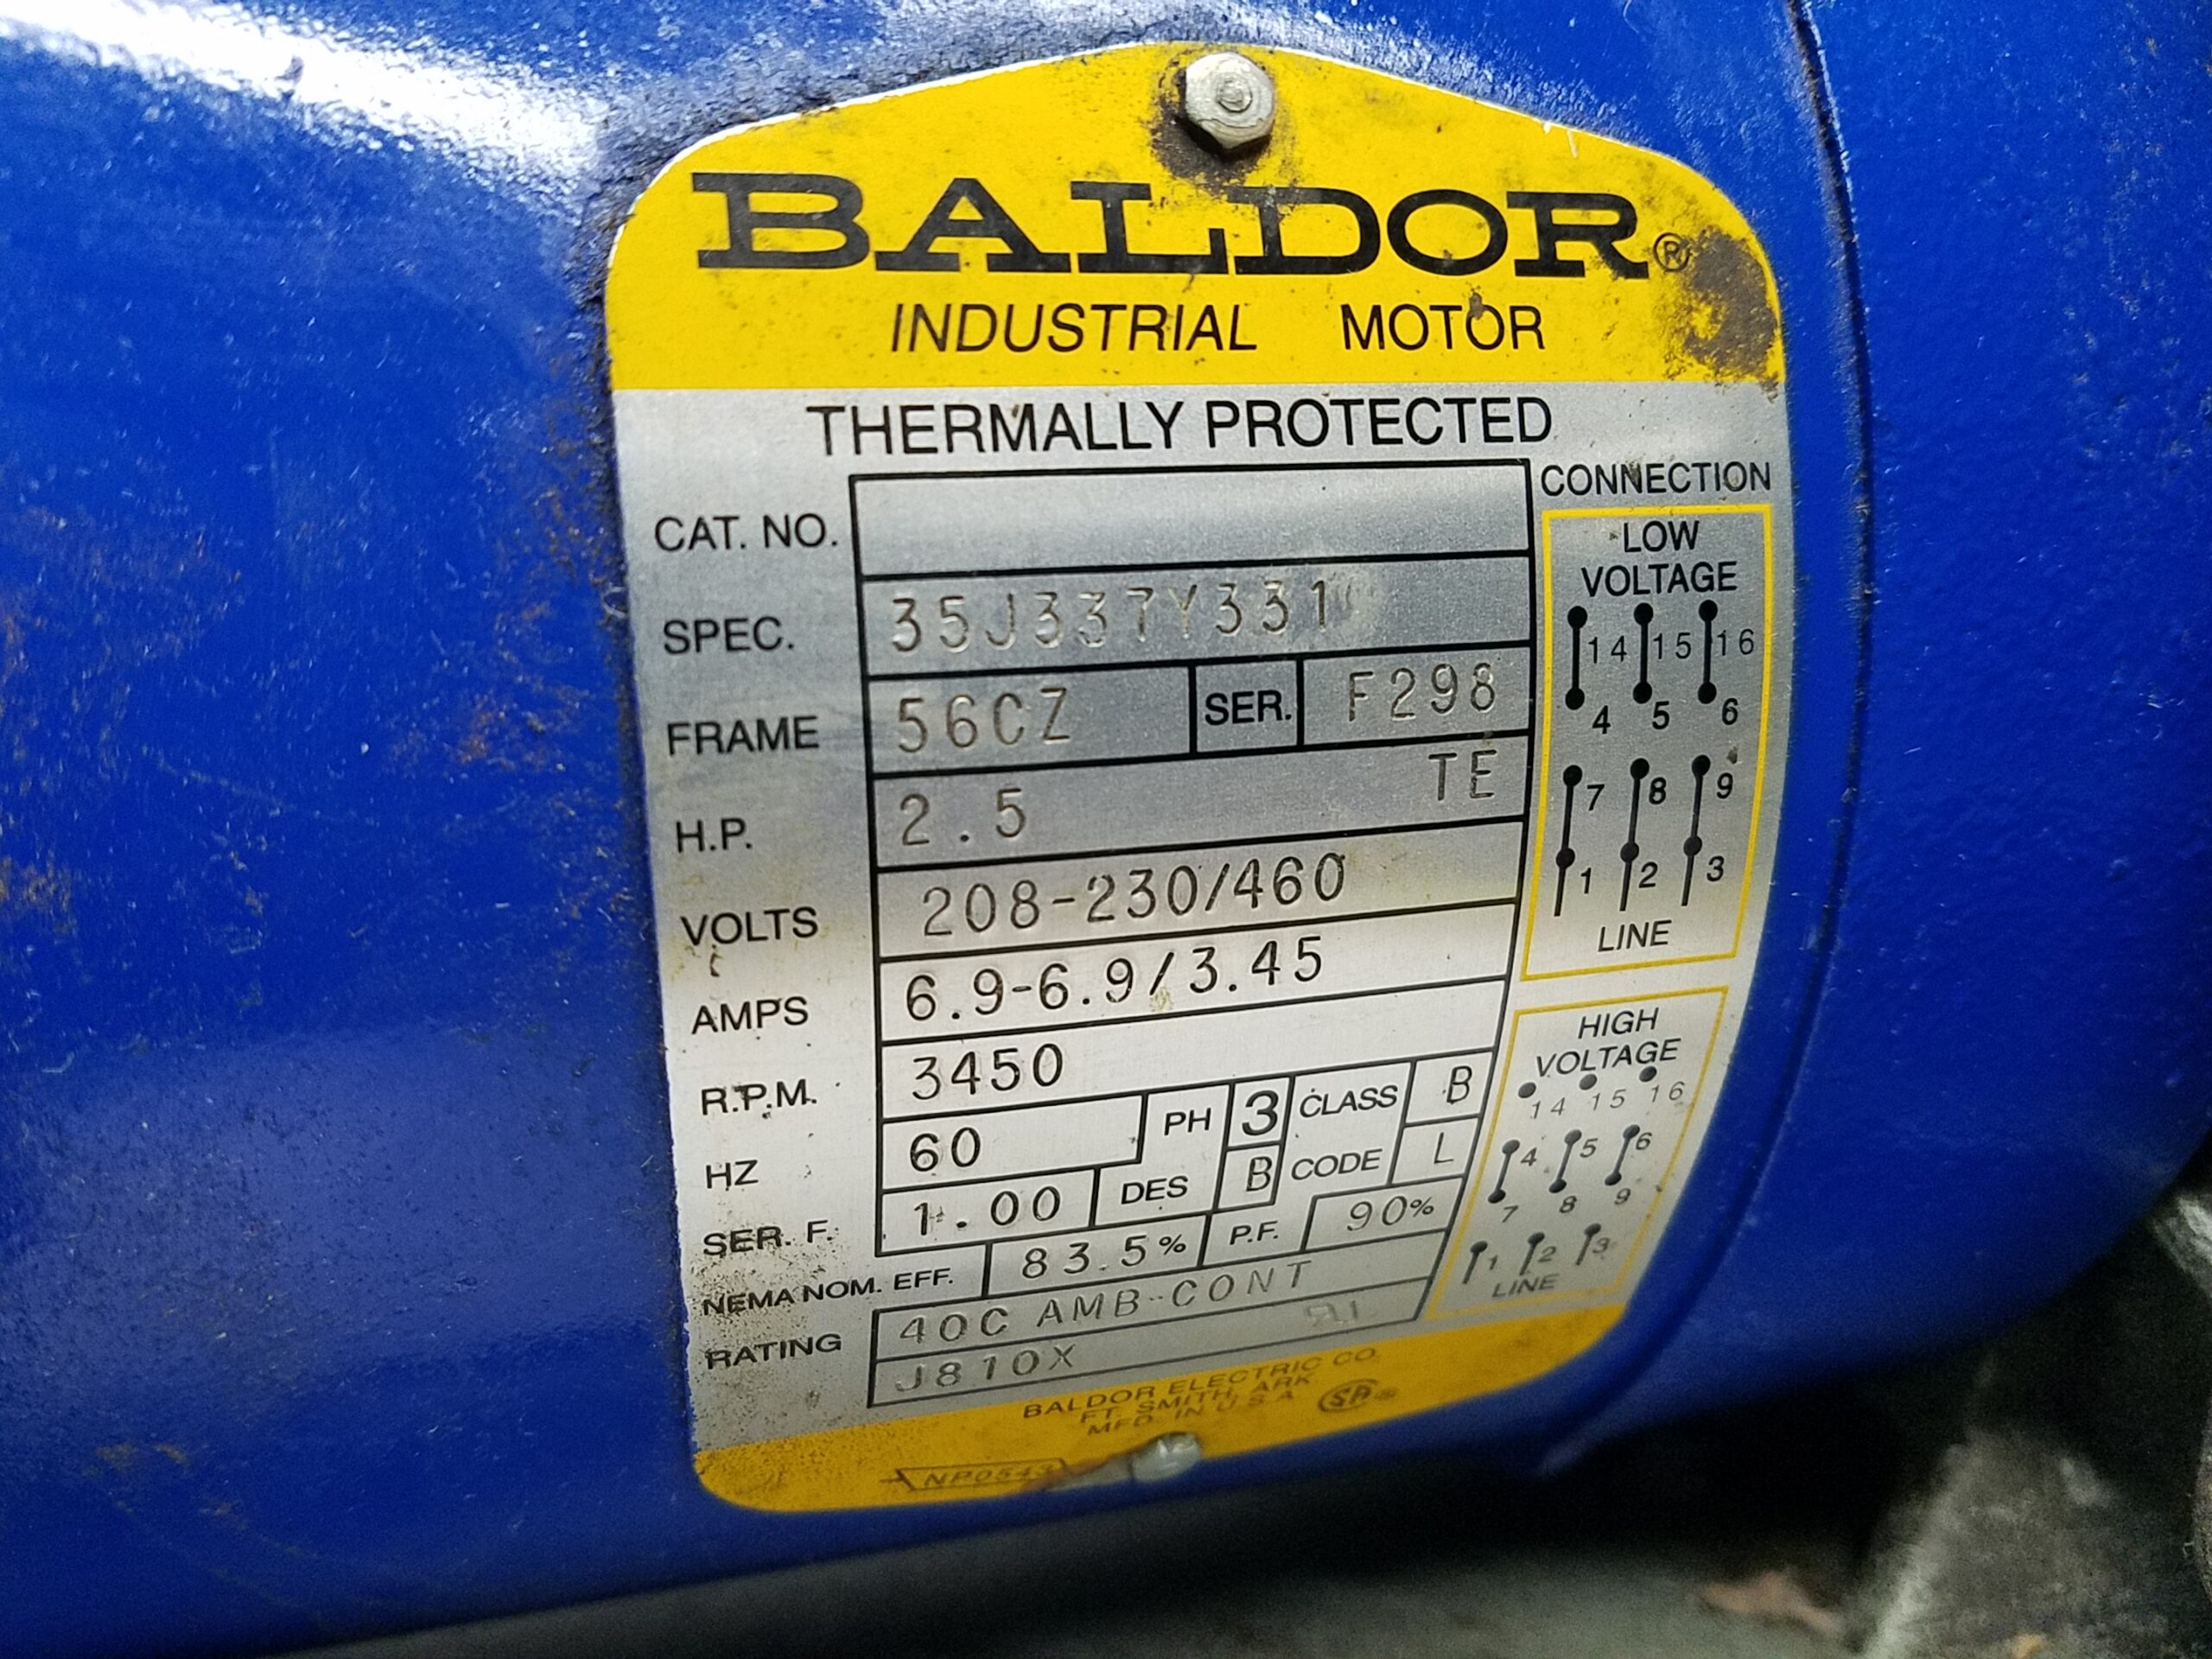 BALDOR®
INDUSTRIAL MOTOR
THERMALLY PROTECTED
CAT. NO.
SPEC. 35J337Y331
FRAME 56CZ SER. F298
H.P. 2.5 TE
VOLTS 208-230/460
AMPS 6.9-6.9/3.45
R.P.M. 3450
HZ 60 PH 3 CLASS B
SER. F. 1.00 DES B CODE L
NEMA NOM. EFF. 83.5% P.F. 90%
RATING 40C AMB-CONT
J810X
CONNECTION
LOW
VOLTAGE
14 15 16
4 5 6
7 8 9
1 2 3
LINE
HIGH
VOLTAGE
14 15 16
4 5 6
7 8 9
1 2 3
LINE
BALDOR ELECTRIC CO.
FT. SMITH, ARK
MFD. IN U.S.A.